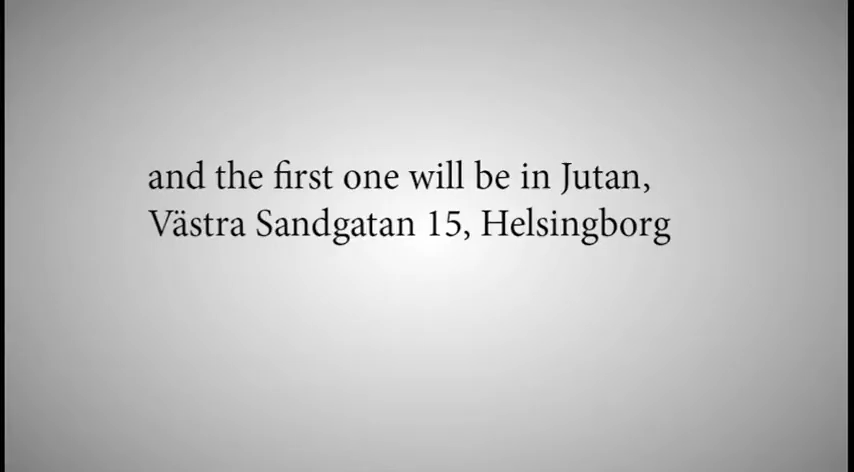 and the first one will be in Jutan,
Västra Sandgatan 15, Helsingborg